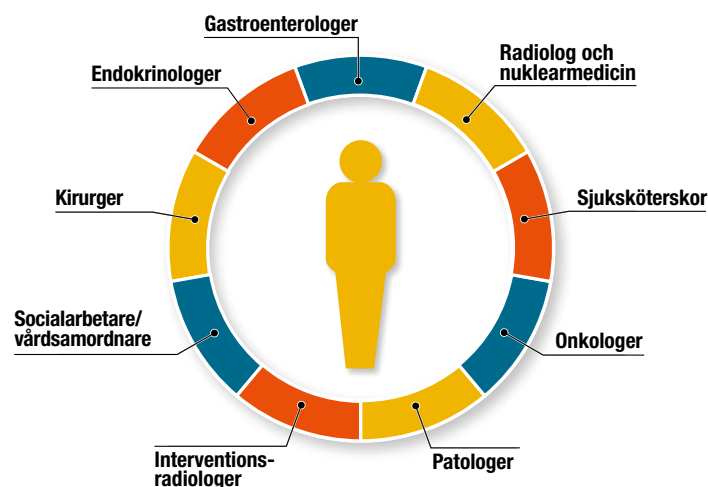 Gastroenterologer
Radiolog och
nuklearmedicin
Endokrinologer
Kirurger
Sjuksköterskor
Socialarbetare/
vårdsamordnare
Onkologer
Interventions-
radiologer
Patologer